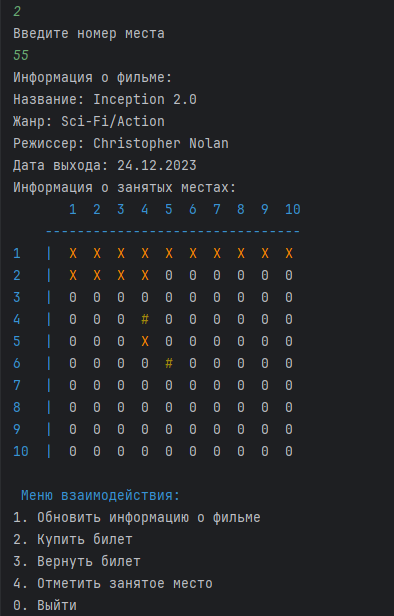 2
Введите номер места
55
Информация о фильме:
Название: Inception 2.0
Жанр: Sci-Fi/Action
Режиссер: Christopher Nolan
Дата выхода: 24.12.2023
Информация о занятых местах:
1 2 3 4 5 6 7 8 9 10
--------------------------------
1 | X X X X X X X X X X
2 | X X X X 0 0 0 0 0 0
3 | 0 0 0 0 0 0 0 0 0 0
4 | 0 0 0 # 0 0 0 0 0 0
5 | 0 0 0 X 0 0 0 0 0 0
6 | 0 0 0 0 # 0 0 0 0 0
7 | 0 0 0 0 0 0 0 0 0 0
8 | 0 0 0 0 0 0 0 0 0 0
9 | 0 0 0 0 0 0 0 0 0 0
10 | 0 0 0 0 0 0 0 0 0 0
Меню взаимодействия:
1. Обновить информацию о фильме
2. Купить билет
3. Вернуть билет
4. Отметить занятое место
0. Выйти